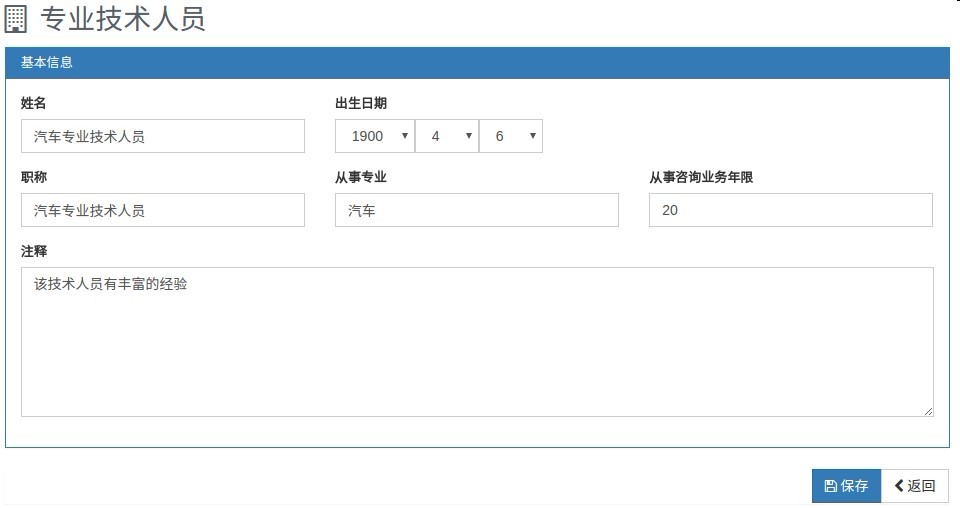 专业技术人员
基本信息
姓名 出生日期
汽车专业技术人员 1900 4 6
职称 从事专业 从事咨询业务年限
汽车专业技术人员 汽车 20
注释
该技术人员有丰富的经验
保存 返回